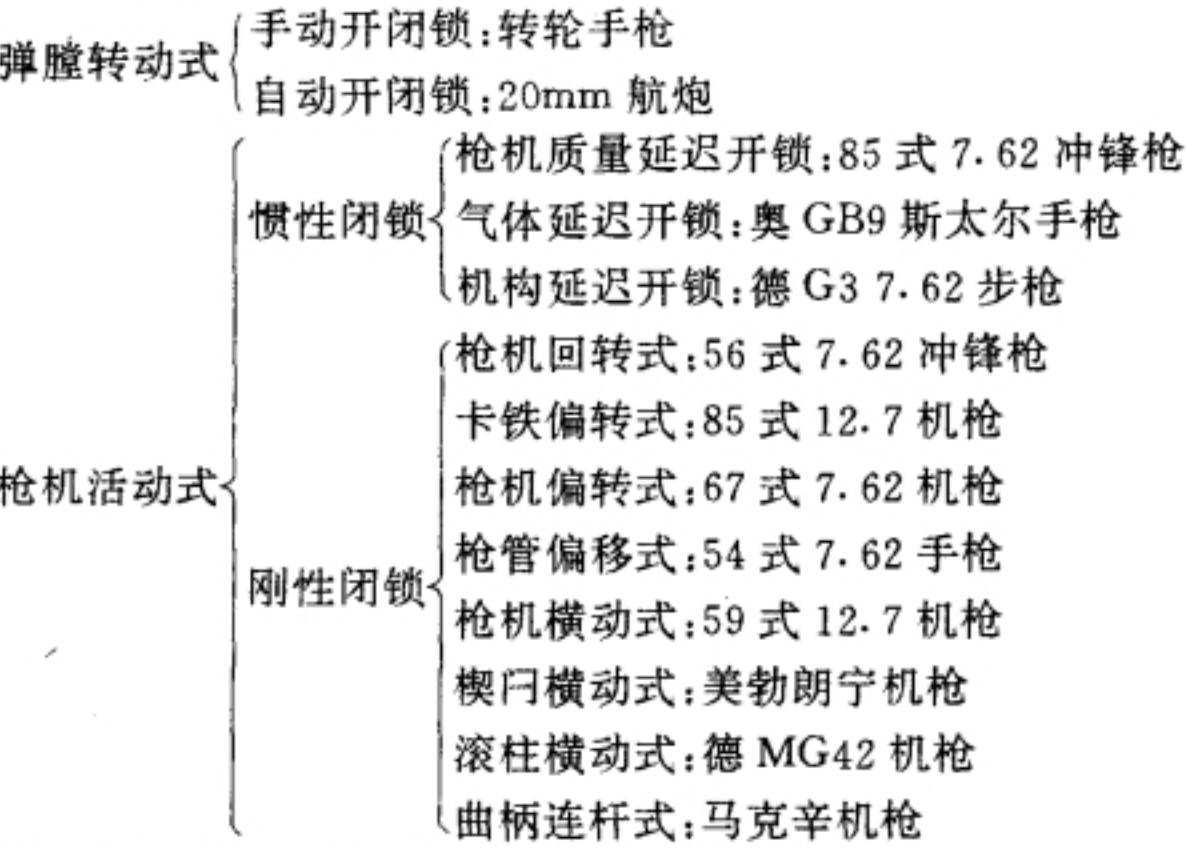 弹膛转动式
手动开闭锁:转轮手枪
自动开闭锁:20mm 航炮
枪机活动式
惯性闭锁
枪机质量延迟开锁:85 式 7.62 冲锋枪
气体延迟开锁:奥 GB9 斯太尔手枪
机构延迟开锁:德 G3 7.62 步枪
刚性闭锁
枪机回转式:56 式 7.62 冲锋枪
卡铁偏转式:85 式 12.7 机枪
枪机偏转式:67 式 7.62 机枪
枪管偏移式:54 式 7.62 手枪
枪机横动式:59 式 12.7 机枪
楔闩横动式:美勃朗宁机枪
滚柱横动式:德 MG42 机枪
曲柄连杆式:马克辛机枪